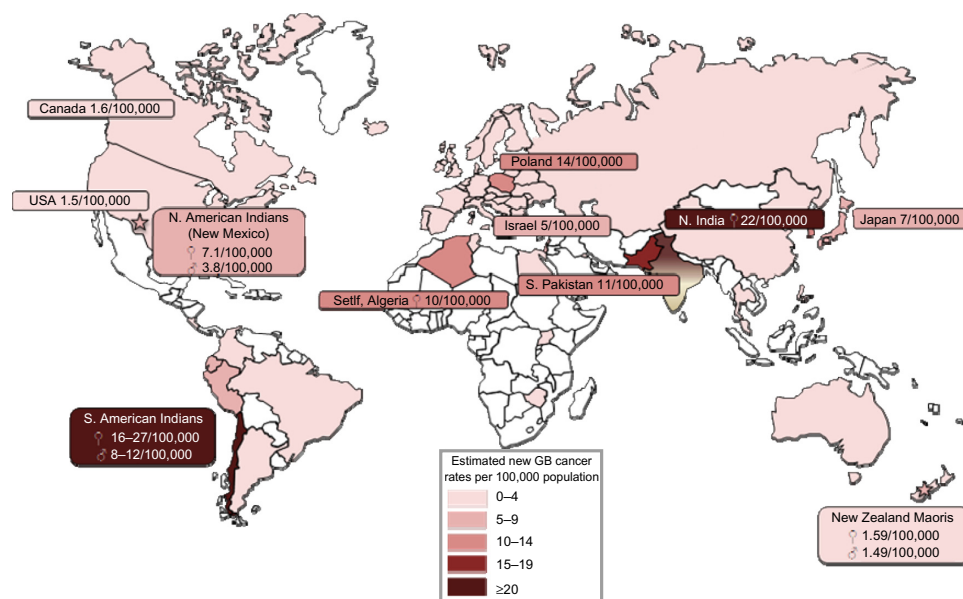 Canada 1.6/100,000
USA 1.5/100,000
N. American Indians
(New Mexico)
♀ 7.1/100,000
♂ 3.8/100,000
Poland 14/100,000
Israel 5/100,000
N. India ♀ 22/100,000
Japan 7/100,000
Setlf, Algeria ♀ 10/100,000
S. Pakistan 11/100,000
S. American Indians
♀ 16–27/100,000
♂ 8–12/100,000
Estimated new GB cancer
rates per 100,000 population
0–4
5–9
10–14
15–19
≥20
New Zealand Maoris
♀ 1.59/100,000
♂ 1.49/100,000